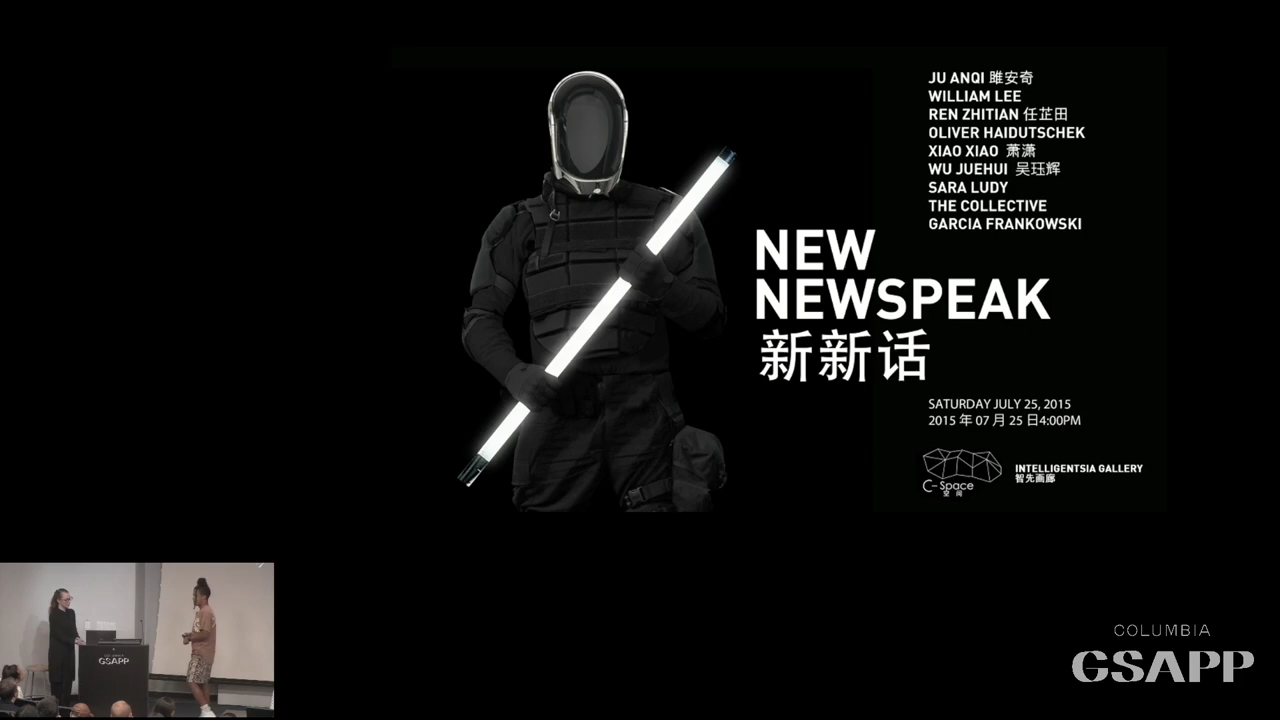 JU ANQI 雎安奇
WILLIAM LEE
REN ZHITIAN 任芷田
OLIVER HAIDUTSCHEK
XIAO XIAO 萧潇
WU JUEHUI 吴珏辉
SARA LUDY
THE COLLECTIVE
GARCIA FRANKOWSKI
NEW
NEWSPEAK
新新话
SATURDAY JULY 25, 2015
2015 年 07 月 25 日4:00PM
C-Space
空间
INTELLIGENTSIA GALLERY
智先画廊
GSAPP
COLUMBIA
GSAPP